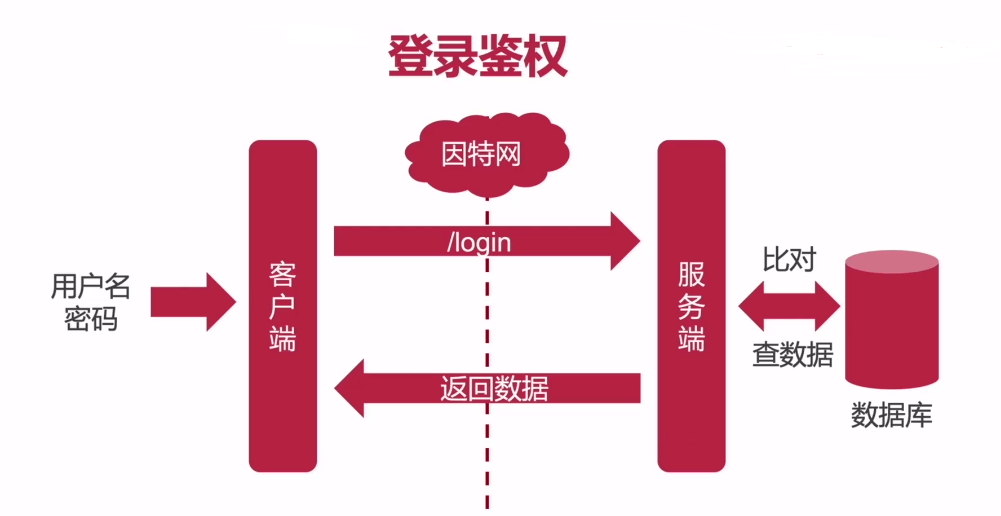 登录鉴权
因特网
/login
用户名
密码
客户端
服务端
比对
查数据
返回数据
数据库